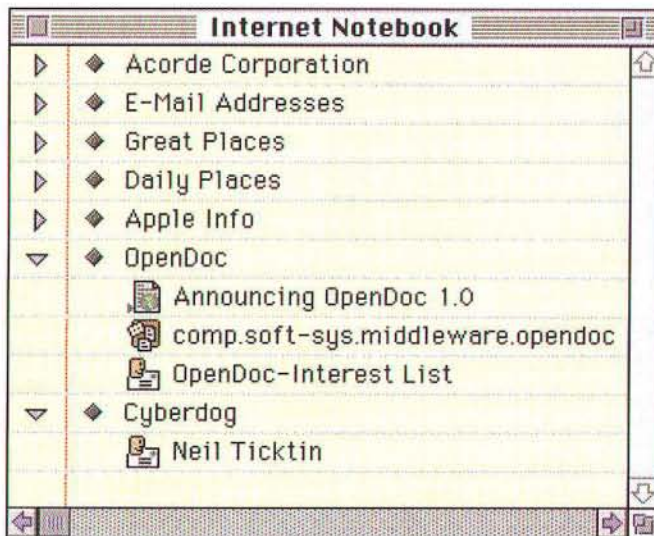 Internet Notebook
Acorde Corporation
E-Mail Addresses
Great Places
Daily Places
Apple Info
OpenDoc
Announcing OpenDoc 1.0
comp.soft-sys.middleware.opendoc
OpenDoc-Interest List
Cyberdog
Neil Ticktin